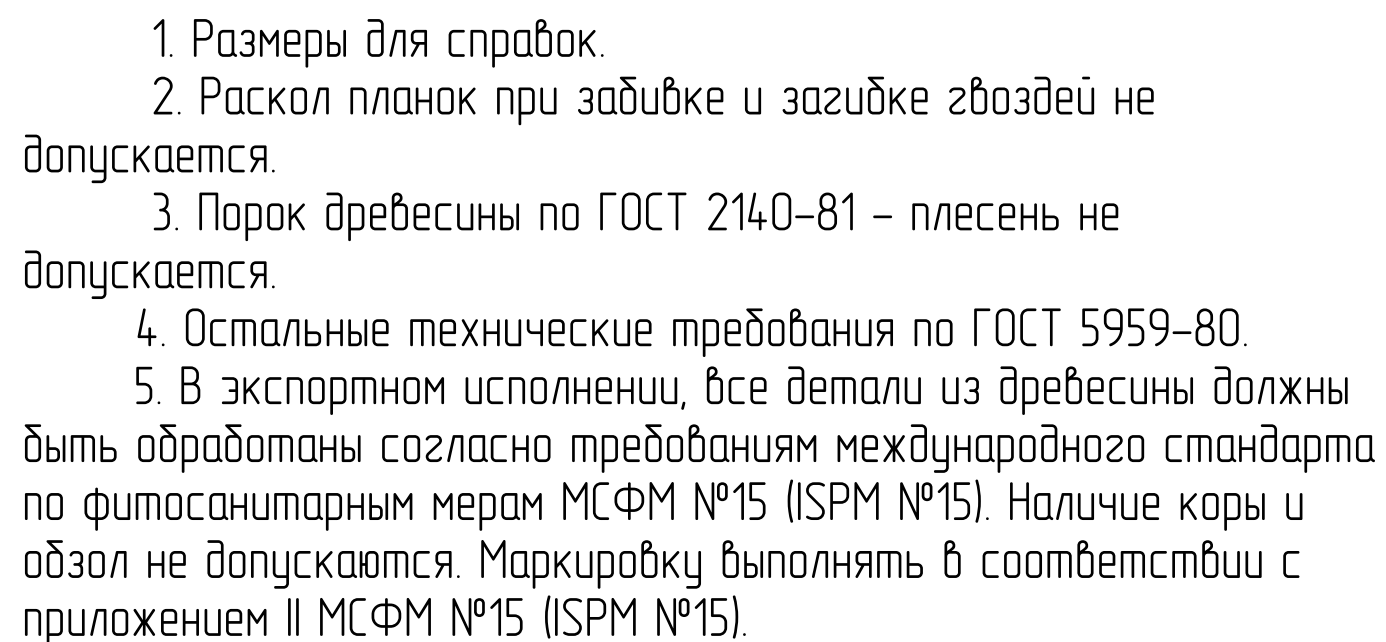 1. Размеры для справок.
2. Раскол планок при забивке и загибке гвоздей не
допускается.
3. Порок древесины по ГОСТ 2140-81 - плесень не
допускается.
4. Остальные технические требования по ГОСТ 5959-80.
5. В экспортном исполнении, все детали из древесины должны
быть обработаны согласно требованиям международного стандарта
по фитосанитарным мерам МСФМ №15 (ISPM №15). Наличие коры и
обзол не допускаются. Маркировку выполнять в соответствии с
приложением II МСФМ №15 (ISPM №15).